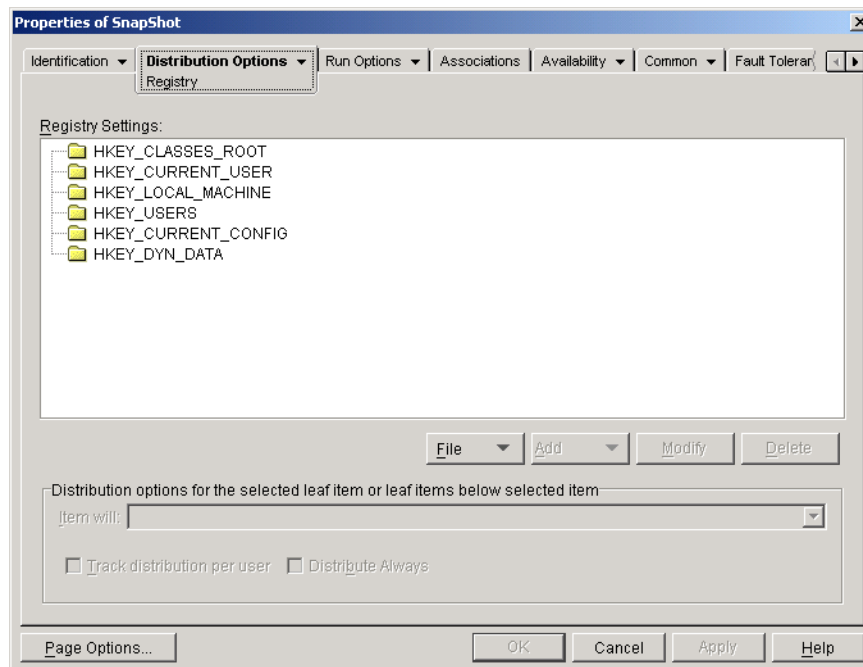 Properties of SnapShot
Identification Distribution Options Run Options Associations Availability Common Fault Toleran
Registry
Registry Settings:
HKEY_CLASSES_ROOT
HKEY_CURRENT_USER
HKEY_LOCAL_MACHINE
HKEY_USERS
HKEY_CURRENT_CONFIG
HKEY_DYN_DATA
File Add Modify Delete
Distribution options for the selected leaf item or leaf items below selected item
Item will:
Track distribution per user Distribute Always
Page Options... OK Cancel Apply Help